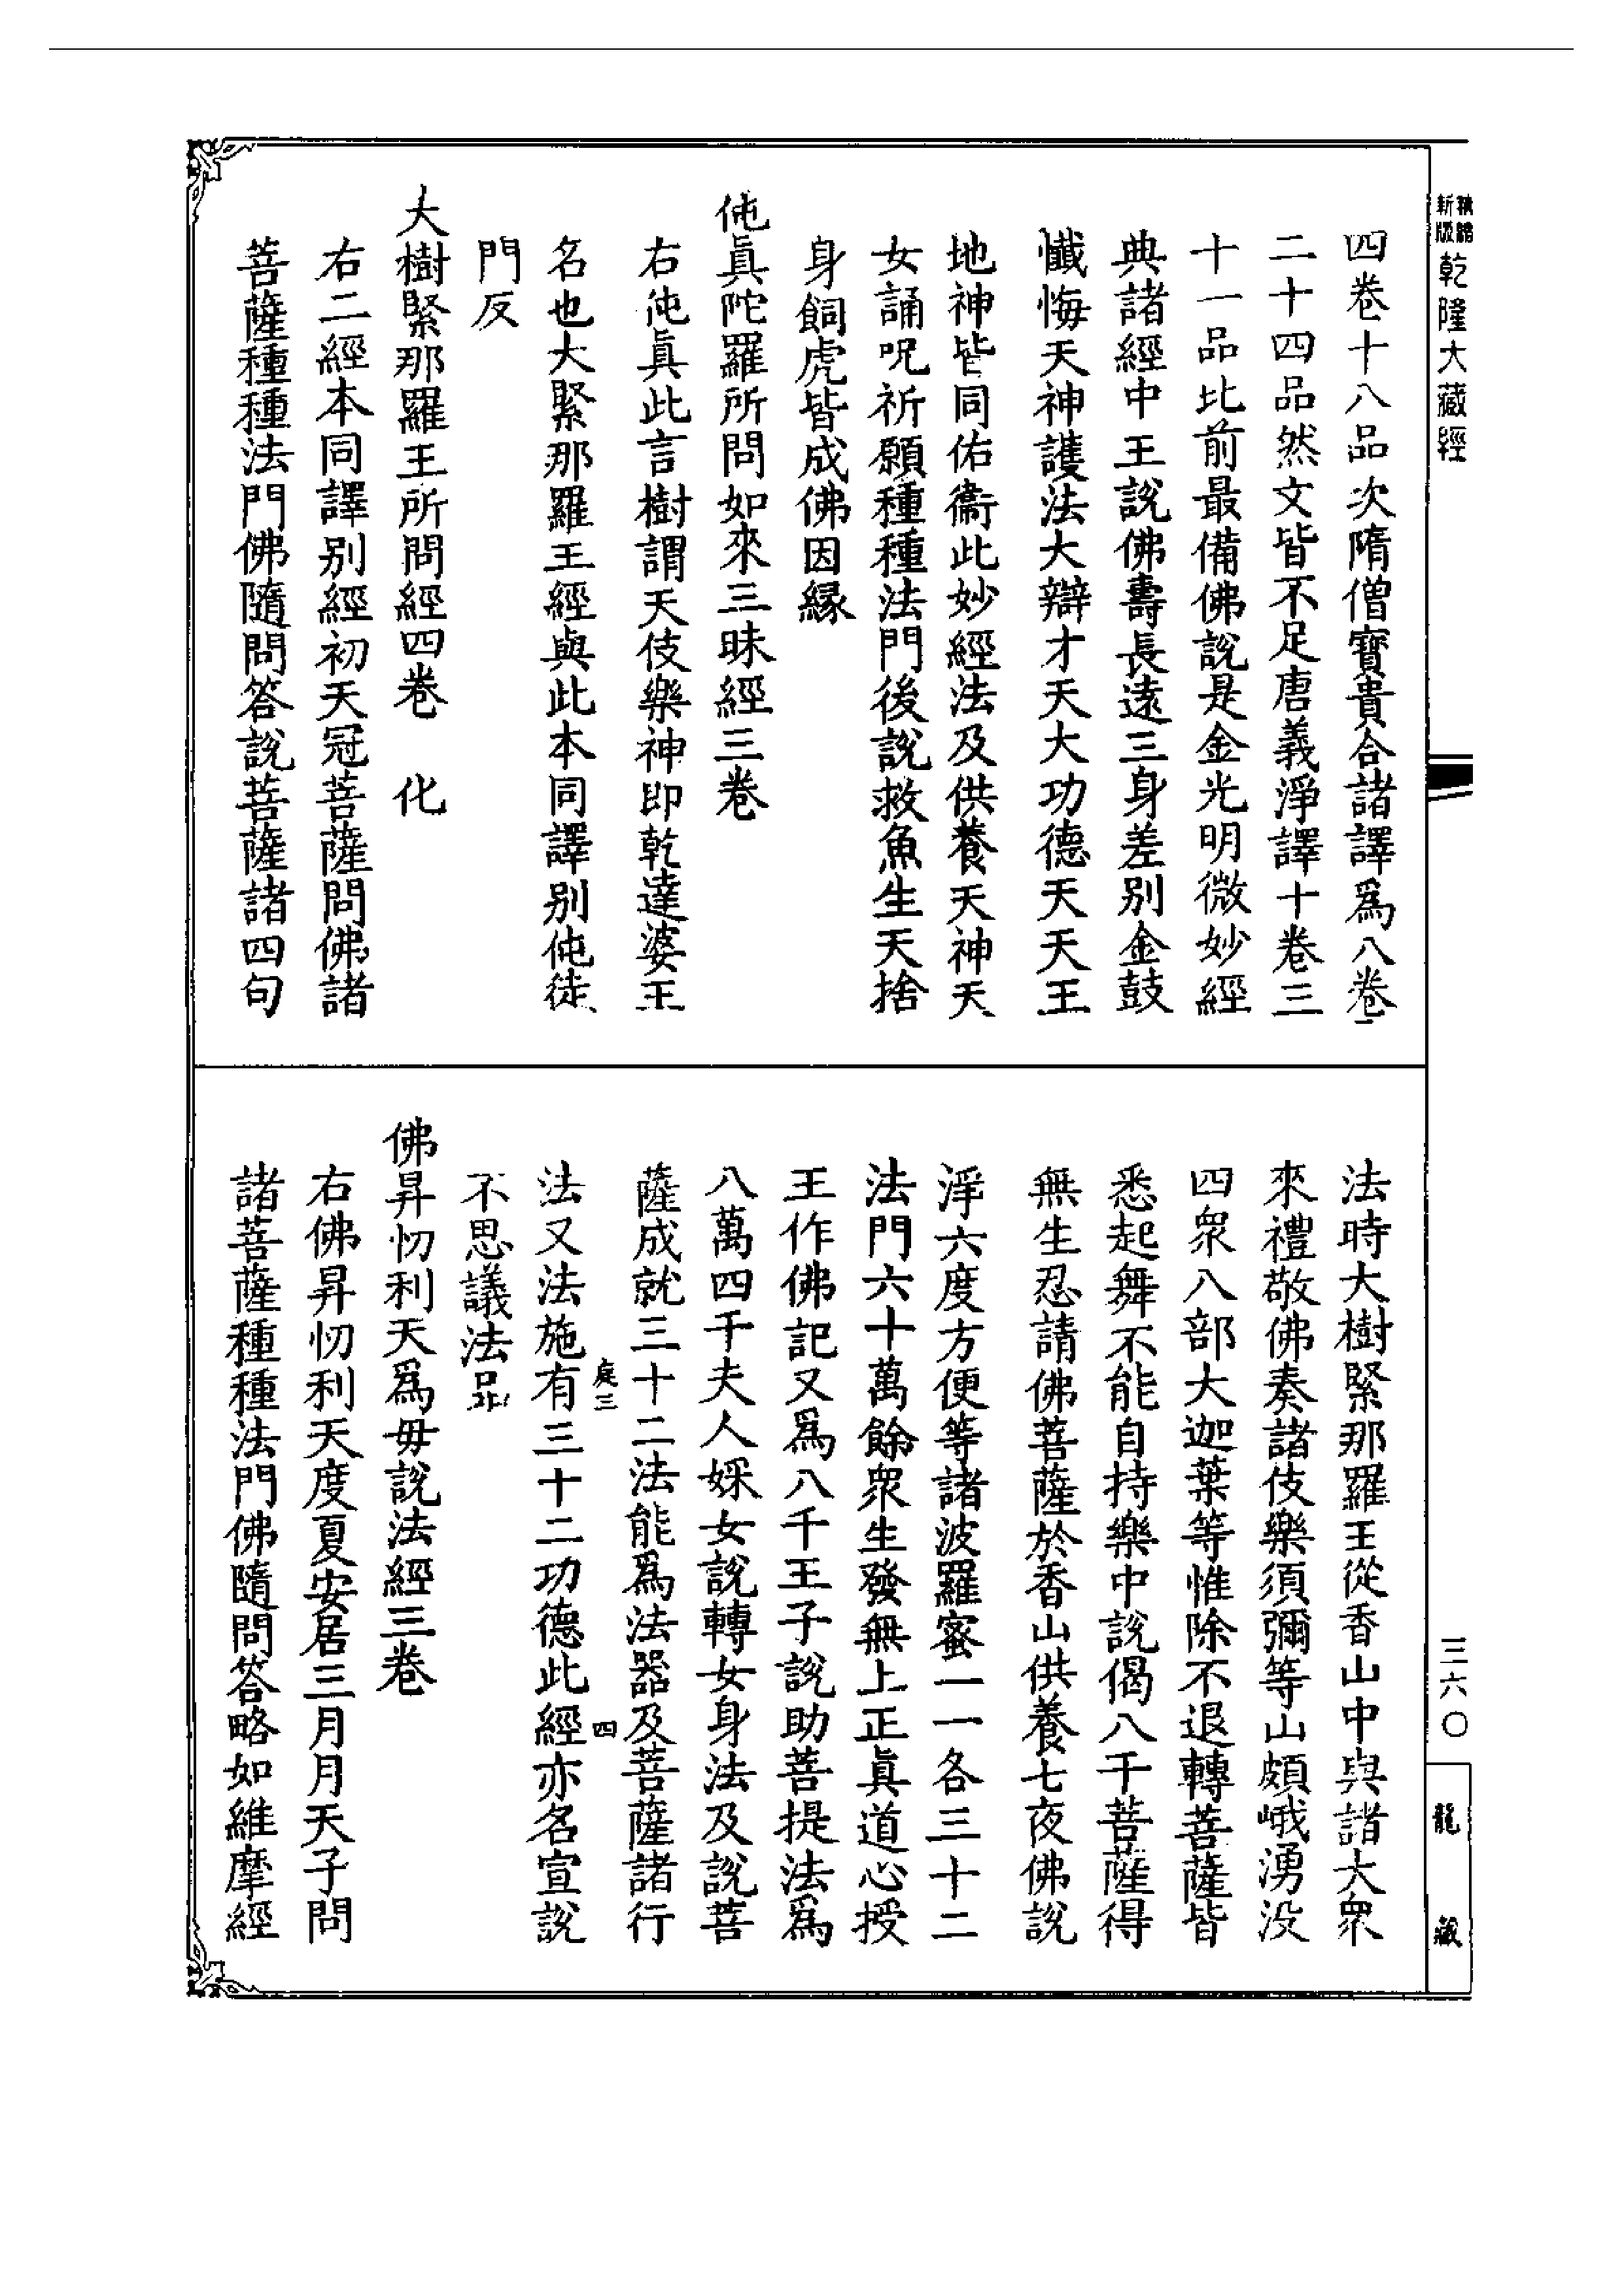 新版
乾隆大藏經
四卷十八品次隋僧寶貴合諸譯爲八卷
二十四品然文皆不足唐義淨譯十卷三
十一品比前最備佛說是金光明微妙經
典諸經中王說佛壽長遠三身差別金鼓
懺悔天神護法大辯才天大功德天天王
地神皆同佑衞此妙經法及供養天神天
女誦呪祈願種種法門後說救魚生天捨
身飼虎皆成佛因緣
伅眞陀羅所問如來三昧經三卷
右伅眞此言樹謂天伎樂神即乾達婆王
名也大緊那羅王經與此本同譯別伅徒
門反
大樹緊那羅王所問經四卷　化
右二經本同譯別經初天冠菩薩問佛諸
菩薩種種法門佛隨問答說菩薩諸四句
法時大樹緊那羅王從香山中與諸大衆
來禮敬佛奏諸伎樂須彌等山頗峨湧没
四衆八部大迦葉等惟除不退轉菩薩皆
悉起舞不能自持樂中說偈八千菩薩得
無生忍請佛菩薩於香山供養七夜佛說
淨六度方便等諸波羅蜜一一各三十二
法門六十萬餘衆生發無上正眞道心授
王作佛記又爲八千王子說助菩提法爲
八萬四千夫人婇女說轉女身法及說菩
薩成就三十二法能爲法器及菩薩諸行
庭三
四
法又法施有三十二功德此經亦名宣說
不思議法品
佛昇忉利天爲毋說法經三卷
右佛昇忉利天度夏安居三月月天子問
諸菩薩種種法門佛隨問答略如維摩經
三六〇
龍藏